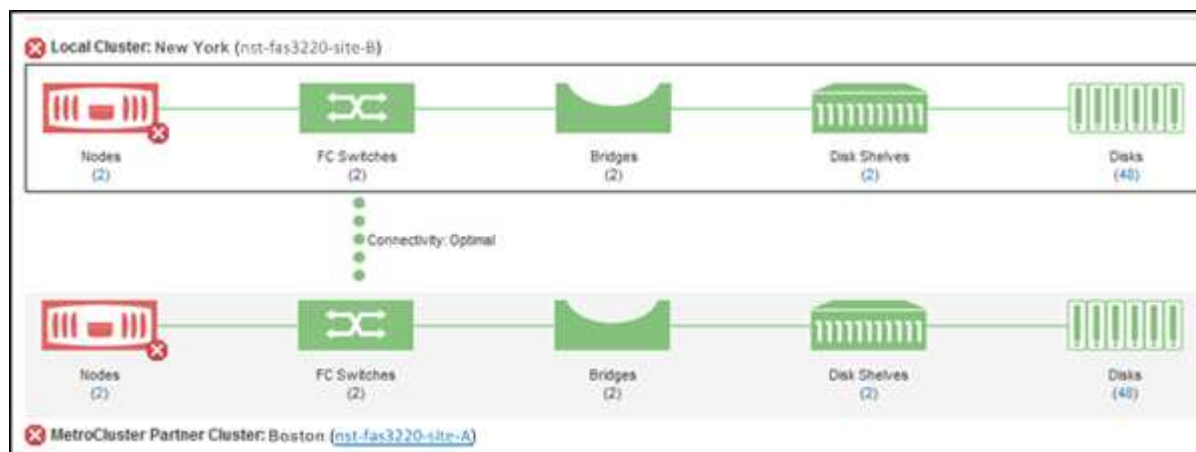 Local Cluster: New York (nst-fas3220-site-B)
Nodes FC Switches Bridges Disk Shelves Disks
(2) (2) (2) (2) (48)
Connectivity: Optimal
Nodes FC Switches Bridges Disk Shelves Disks
(2) (2) (2) (2) (48)
MetroCluster Partner Cluster: Boston (nst-fas3220-site-A)